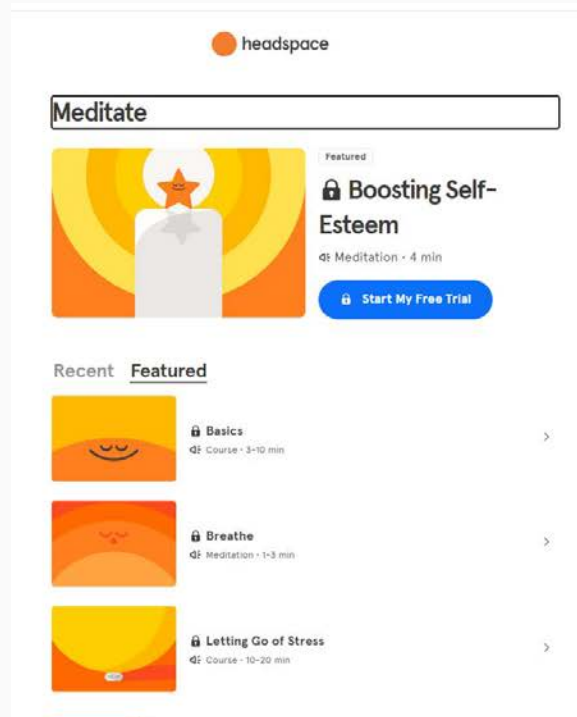 headspace
Meditate
Featured
Boosting Self-
Esteem
Meditation • 4 min
Start My Free Trial
Recent Featured
Basics
Course • 3-10 min
Breathe
Meditation • 1-3 min
Letting Go of Stress
Course • 10-20 min